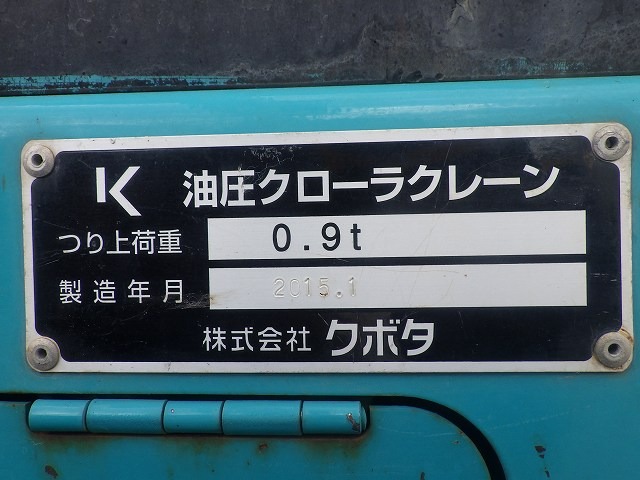 K 油圧クローラクレーン
つり上荷重 0.9t
製造年月 2015.1
株式会社 クボタ